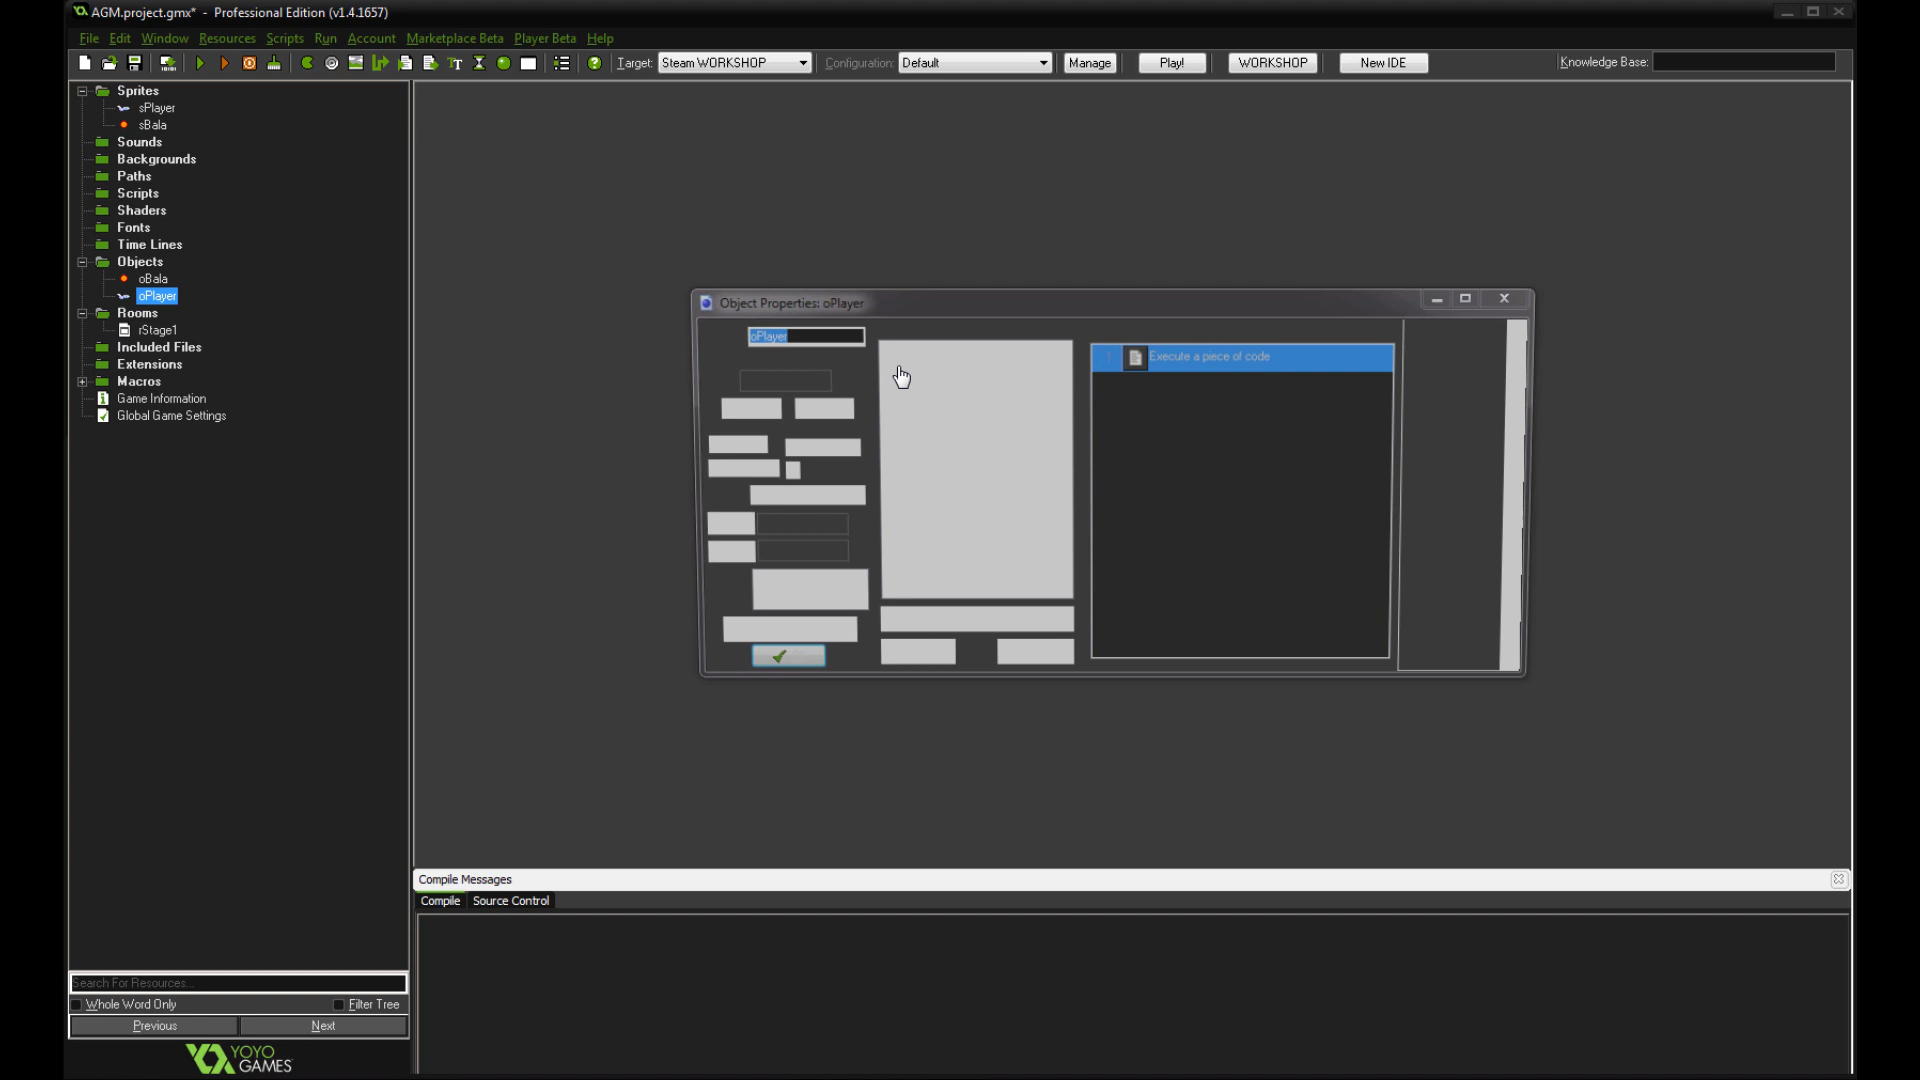 AGM.project.gmx* - Professional Edition (v1.4.1657)
File Edit Window Resources Scripts Run Account Marketplace Beta Player Beta Help
Target: Steam WORKSHOP Configuration: Default Manage Play! WORKSHOP New IDE Knowledge Base:
Sprites
sPlayer
sBala
Sounds
Backgrounds
Paths
Scripts
Shaders
Fonts
Time Lines
Objects
oBala
oPlayer
Rooms
rStage1
Included Files
Extensions
Macros
Game Information
Global Game Settings
Object Properties: oPlayer
oPlayer
1 Execute a piece of code
Compile Messages
Compile Source Control
Search For Resources...
Whole Word Only Filter Tree
Previous Next
YOYO
GAMES